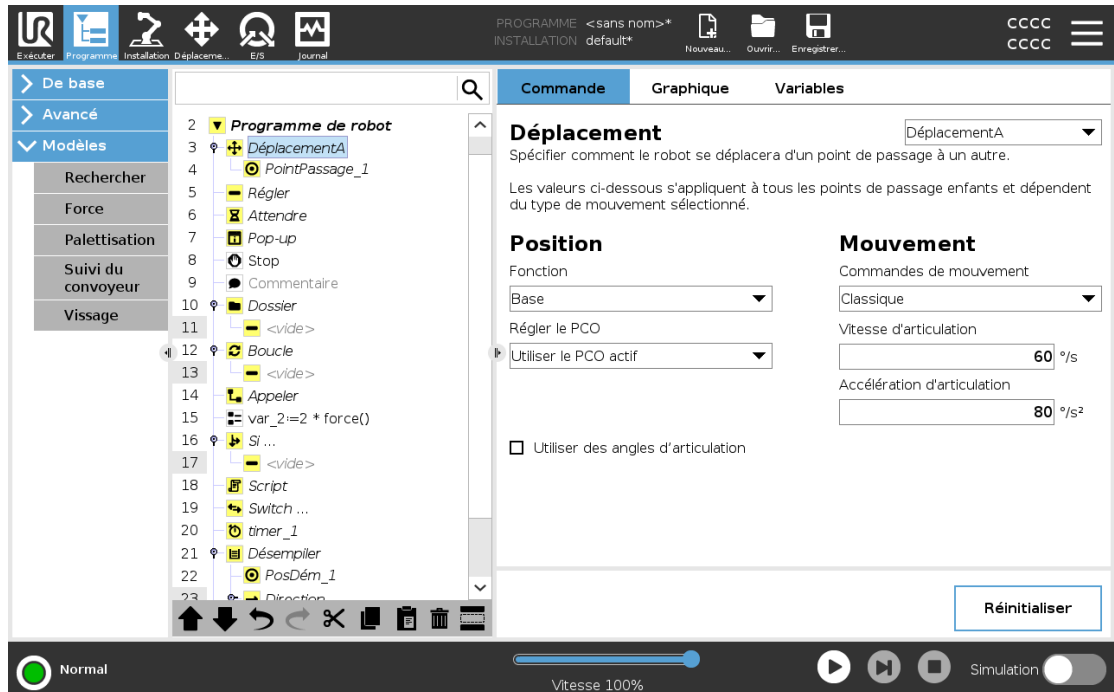 PROGRAMME <sans nom>*
INSTALLATION default*
Exécuter Programme Installation Déplaceme... E/S Journal
Nouveau... Ouvrir... Enregistrer...
cccc
cccc
De base
Avancé
Modèles
Rechercher
Force
Palettisation
Suivi du
convoyeur
Vissage
2 Programme de robot
3 DéplacementA
4 PointPassage_1
5 Régler
6 Attendre
7 Pop-up
8 Stop
9 Commentaire
10 Dossier
11 <vide>
12 Boucle
13 <vide>
14 Appeler
15 var_2:=2 * force()
16 Si ...
17 <vide>
18 Script
19 Switch ...
20 timer_1
21 Désempiler
22 PosDém_1
23 Direction
Commande Graphique Variables
Déplacement
DéplacementA
Spécifier comment le robot se déplacera d'un point de passage à un autre.
Les valeurs ci-dessous s'appliquent à tous les points de passage enfants et dépendent
du type de mouvement sélectionné.
Position
Fonction
Base
Régler le PCO
Utiliser le PCO actif
Utiliser des angles d'articulation
Mouvement
Commandes de mouvement
Classique
Vitesse d'articulation
60 °/s
Accélération d'articulation
80 °/s²
Réinitialiser
Normal
Vitesse 100%
Simulation